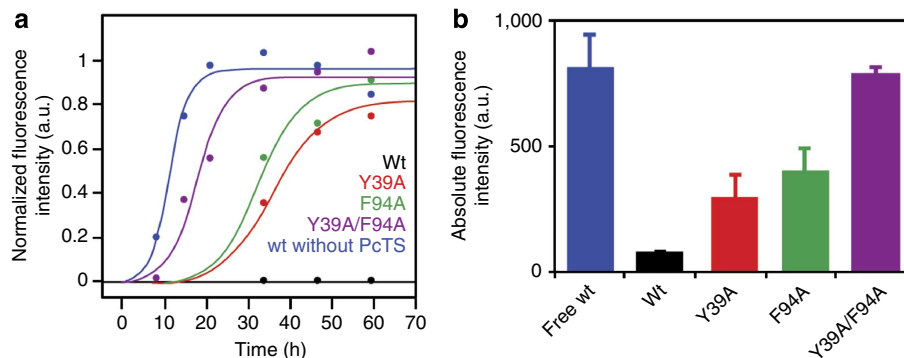 a
Normalized fluorescence
intensity (a.u.)
1
0.8
0.6
0.4
0.2
0
0 10 20 30 40 50 60 70
Time (h)
Wt
Y39A
F94A
Y39A/F94A
wt without PcTS
b
Absolute fluorescence
intensity (a.u.)
1,000
500
0
Free wt
Wt
Y39A
F94A
Y39A/F94A